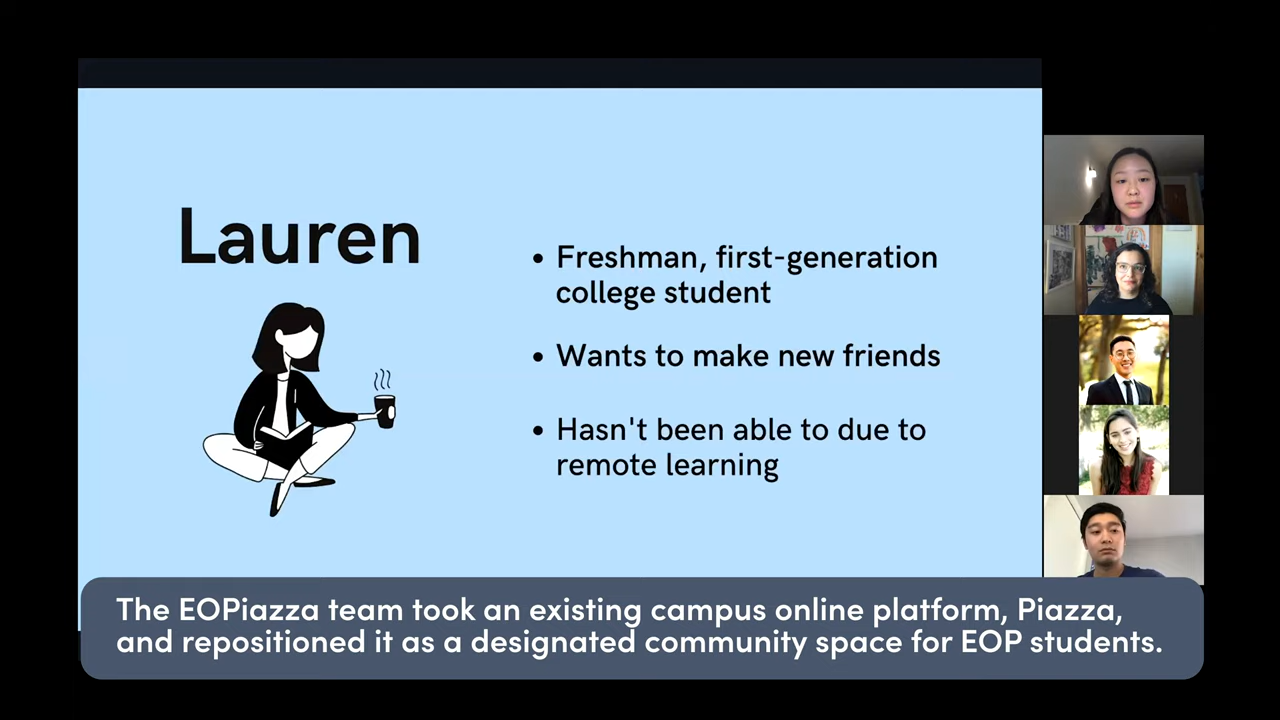 Lauren
• Freshman, first-generation
college student
• Wants to make new friends
• Hasn't been able to due to
remote learning
The EOPiazza team took an existing campus online platform, Piazza,
and repositioned it as a designated community space for EOP students.